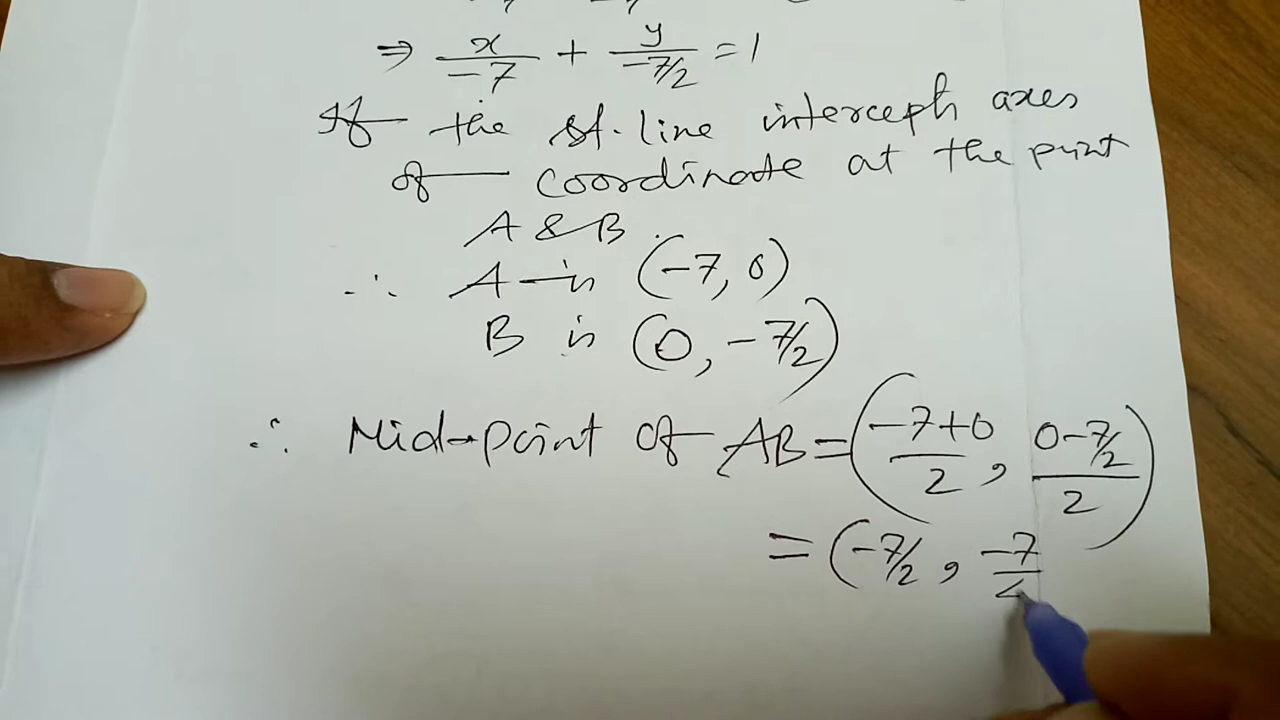 ⇒ x/-7 + y/-7/2 = 1
If the st. line intercepts axes
of coordinate at the point
A & B.
∴ A is (-7, 0)
B is (0, -7/2)
∴ Mid-point of AB = (-7+0/2, 0-7/2/2)
= (-7/2, -7/4